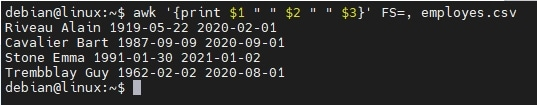 debian@linux:~$ awk '{print $1 " " $2 " " $3}' FS=, employes.csv
Riveau Alain 1919-05-22 2020-02-01
Cavalier Bart 1987-09-09 2020-09-01
Stone Emma 1991-01-30 2021-01-02
Trembblay Guy 1962-02-02 2020-08-01
debian@linux:~$